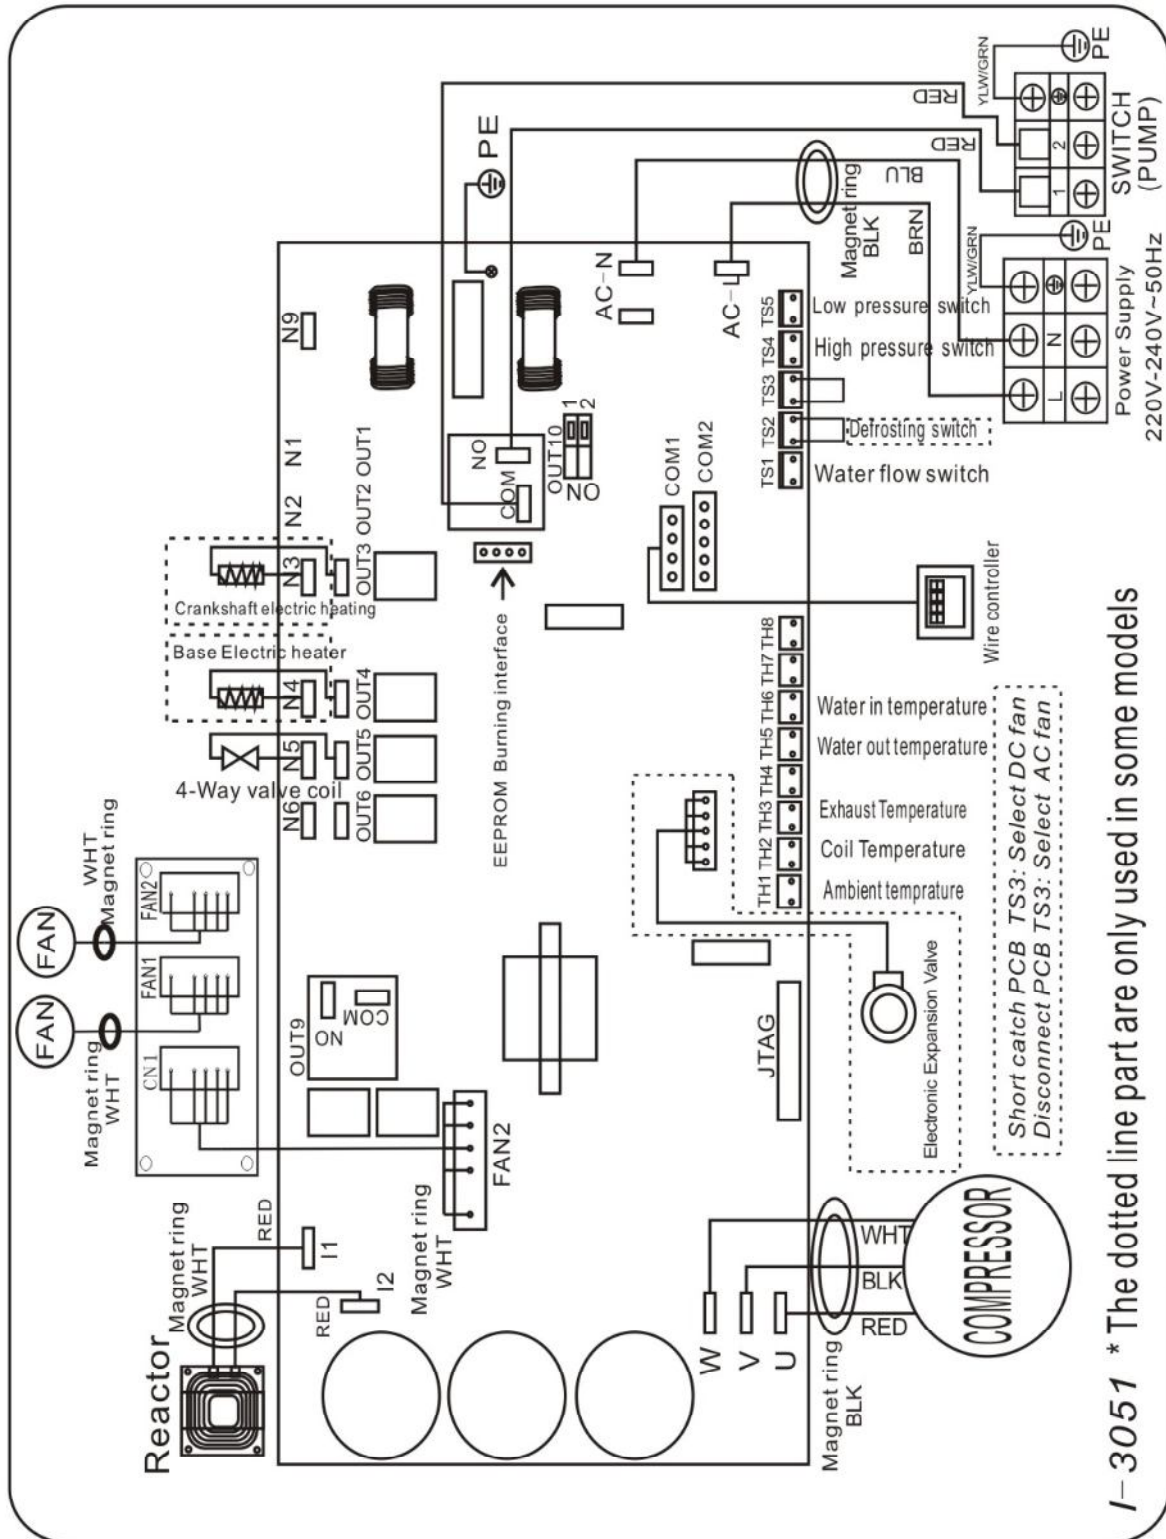 Reactor
Magnet ring
WHT
RED
RED
I1
I2
FAN
FAN
WHT
Magnet ring
Magnet ring
WHT
CN1
FAN1
FAN2
4-Way valve coil
Base Electric heater
Crankshaft electric heating
N6
N5
N4
N3
N2
N1
N9
OUT6
OUT5
OUT4
OUT3
OUT2
OUT1
OUT9
NO
COM
Magnet ring
WHT
FAN2
EEPROM Burning interface
COM
NO
OUT10
1
2
NO
PE
AC-N
AC-L
COM1
COM2
JTAG
TH1
TH2
TH3
TH4
TH5
TH6
TH7
TH8
TS1
TS2
TS3
TS4
TS5
Ambient temprature
Coil Temperature
Exhaust Temperature
Water out temperature
Water in temperature
Water flow switch
Defrosting switch
High pressure switch
Low pressure switch
Electronic Expansion Valve
Wire controller
W
V
U
WHT
BLK
RED
Magnet ring
BLK
COMPRESSOR
Magnet ring
BLK
BRN
BLU
RED
RED
YLW/GRN
YLW/GRN
PE
PE
L
N
Power Supply
220V-240V~50Hz
1
2
SWITCH
(PUMP)
Short catch PCB TS3: Select DC fan
Disconnect PCB TS3: Select AC fan
I-3051 * The dotted line part are only used in some models